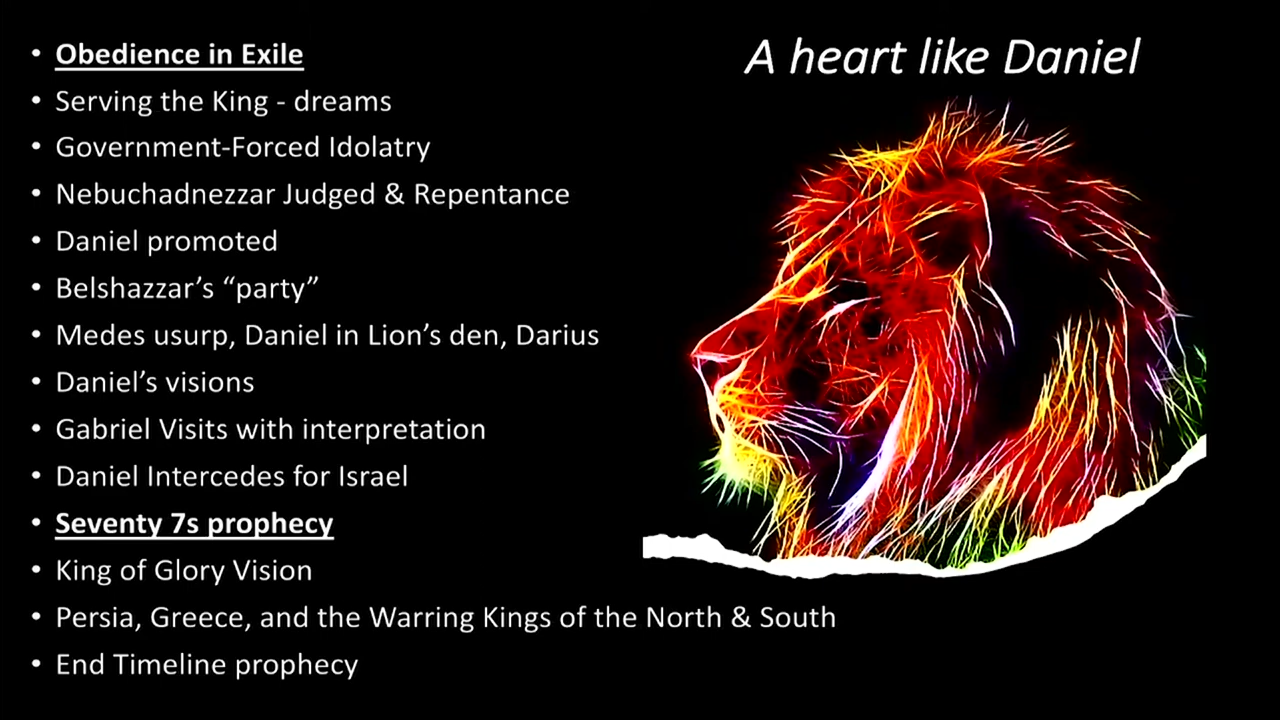 A heart like Daniel
• Obedience in Exile
• Serving the King - dreams
• Government-Forced Idolatry
• Nebuchadnezzar Judged & Repentance
• Daniel promoted
• Belshazzar’s “party”
• Medes usurp, Daniel in Lion’s den, Darius
• Daniel’s visions
• Gabriel Visits with interpretation
• Daniel Intercedes for Israel
• Seventy 7s prophecy
• King of Glory Vision
• Persia, Greece, and the Warring Kings of the North & South
• End Timeline prophecy